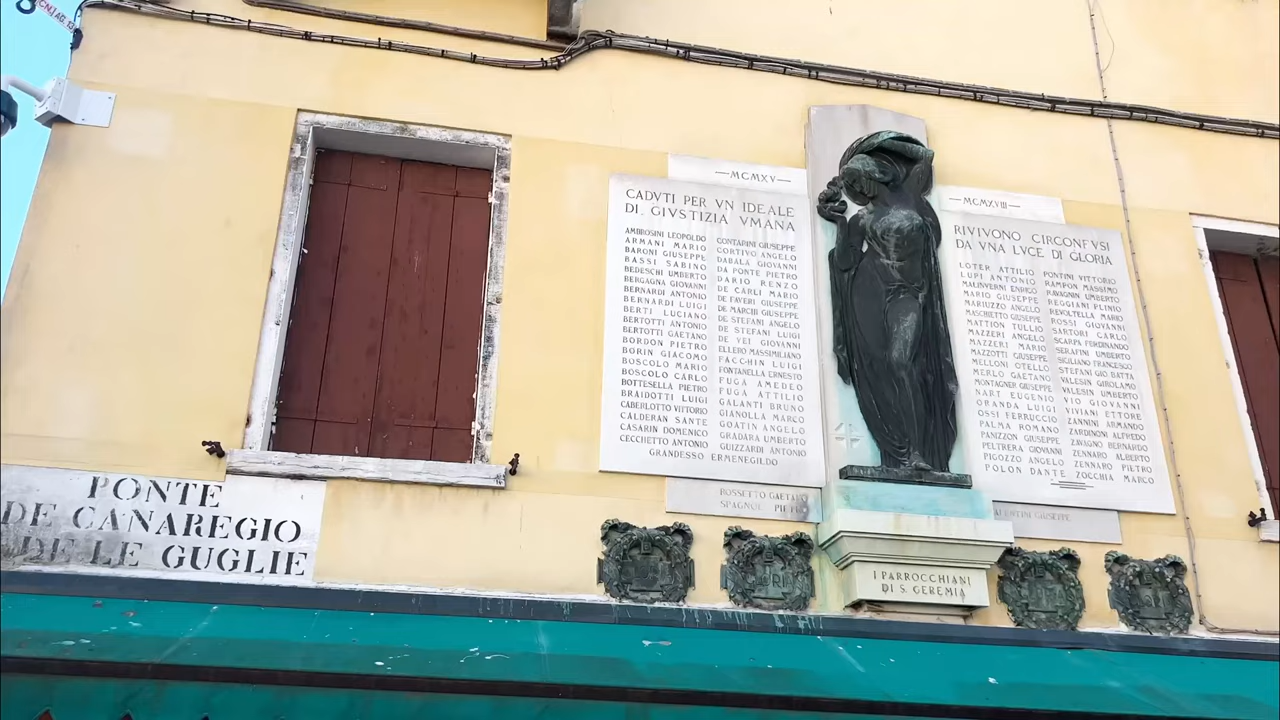 PONTE
DE CANAREGIO
DE LE GUGLIE
MCMXV
CADVTI PER VN IDEALE
DI GIVSTIZIA VMANA
AMBROSINI LEOPOLDO
ARMANI MARIO
BARONI GIUSEPPE
BASSI SABINO
BEDESCHI UMBERTO
BERGAGNA GIOVANNI
BERNARDI ANTONIO
BERNARDI LUIGI
BERTI LUCIANO
BERTOTTI ANTONIO
BERTOTTI GAETANO
BORDON PIETRO
BORIN GIACOMO
BOSCOLO MARIO
BOSCOLO CARLO
BOTTESELLA PIETRO
BRAIDOTTI LUIGI
CABERLOTTO VITTORIO
CALDERAN SANTE
CASARIN DOMENICO
CECCHETTO ANTONIO
CONTARINI GIUSEPPE
CORTIVO ANGELO
DABALÀ GIOVANNI
DA PONTE PIETRO
DARIO RENZO
DE CARLI MARIO
DE FAVERI GIUSEPPE
DE MARCHI GIUSEPPE
DE STEFANI ANGELO
DE STEFANI LUIGI
DE VEI GIOVANNI
ELLERO MASSIMILIANO
FACCHIN LUIGI
FONTANELLA ERNESTO
FUGA AMEDEO
FUGA ATTILIO
GALANTI BRUNO
GIANOLLA MARCO
GOATIN ANGELO
GRADARA UMBERTO
GUIZZARDI ANTONIO
GRANDESSO ERMENEGILDO
ROSSETTO GAETANO
SPAGNOL PIETRO
MCMXVIII
RIVIVONO CIRCONFVSI
DA VNA LVCE DI GLORIA
LOTER ATTILIO
LUPI ANTONIO
MALINVERNI ENRICO
MARIO GIUSEPPE
MARIUZZO ANGELO
MASCHIETTO GIUSEPPE
MATTION TULLIO
MAZZERI ANGELO
MAZZERI MARIO
MAZZOTTI GIUSEPPE
MELLONI OTELLO
MERLO GAETANO
MONTAGNER GIUSEPPE
NART EUGENIO
ORANDA LUIGI
OSSI FERRUCCIO
PALMA ROMANO
PANIZZON GIUSEPPE
PELTRERA GIOVANNI
PIGOZZO ANGELO
POLON DANTE
PONTINI VITTORIO
RAMPON MASSIMO
RAVAGNIN UMBERTO
REGGIANI PLINIO
REVOLTELLA MARIO
ROSSI GIOVANNI
SARTORI CARLO
SCARPA FERDINANDO
SERAFINI UMBERTO
SICILIANO FRANCESCO
STEFANI GIO BATTA
VALESIN GIROLAMO
VALESIN UMBERTO
VIO GIOVANNI
VIVIANI ETTORE
ZANNINI ARMANDO
ZARDINONI ALFREDO
ZAVAGNO BERNARDO
ZENNARO ALBERTO
ZENNARO PIETRO
ZOCCHIA MARCO
GIUSEPPE
I PARROCCHIANI
DI S. GEREMIA